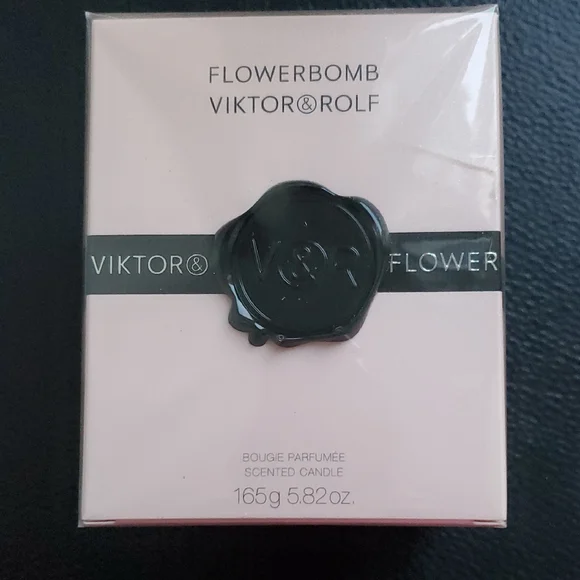 FLOWERBOMB
VIKTOR&ROLF
VIKTOR& V&R FLOWER
BOUGIE PARFUMÉE
SCENTED CANDLE
165g 5.82oz.